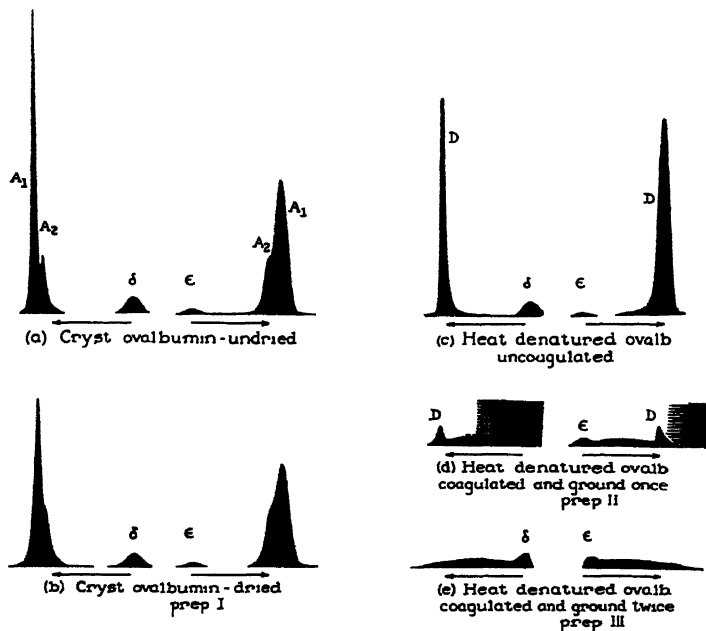 A₁
A₂
δ
ε
A₂
A₁
(a) Cryst ovalbumin-undried
D
δ
ε
D
(c) Heat denatured ovalb
uncoagulated
D
ε
D
(d) Heat denatured ovalb
coagulated and ground once
prep II
δ
ε
(b) Cryst ovalbumin-dried
prep I
δ
ε
(e) Heat denatured ovalb
coagulated and ground twice
prep III